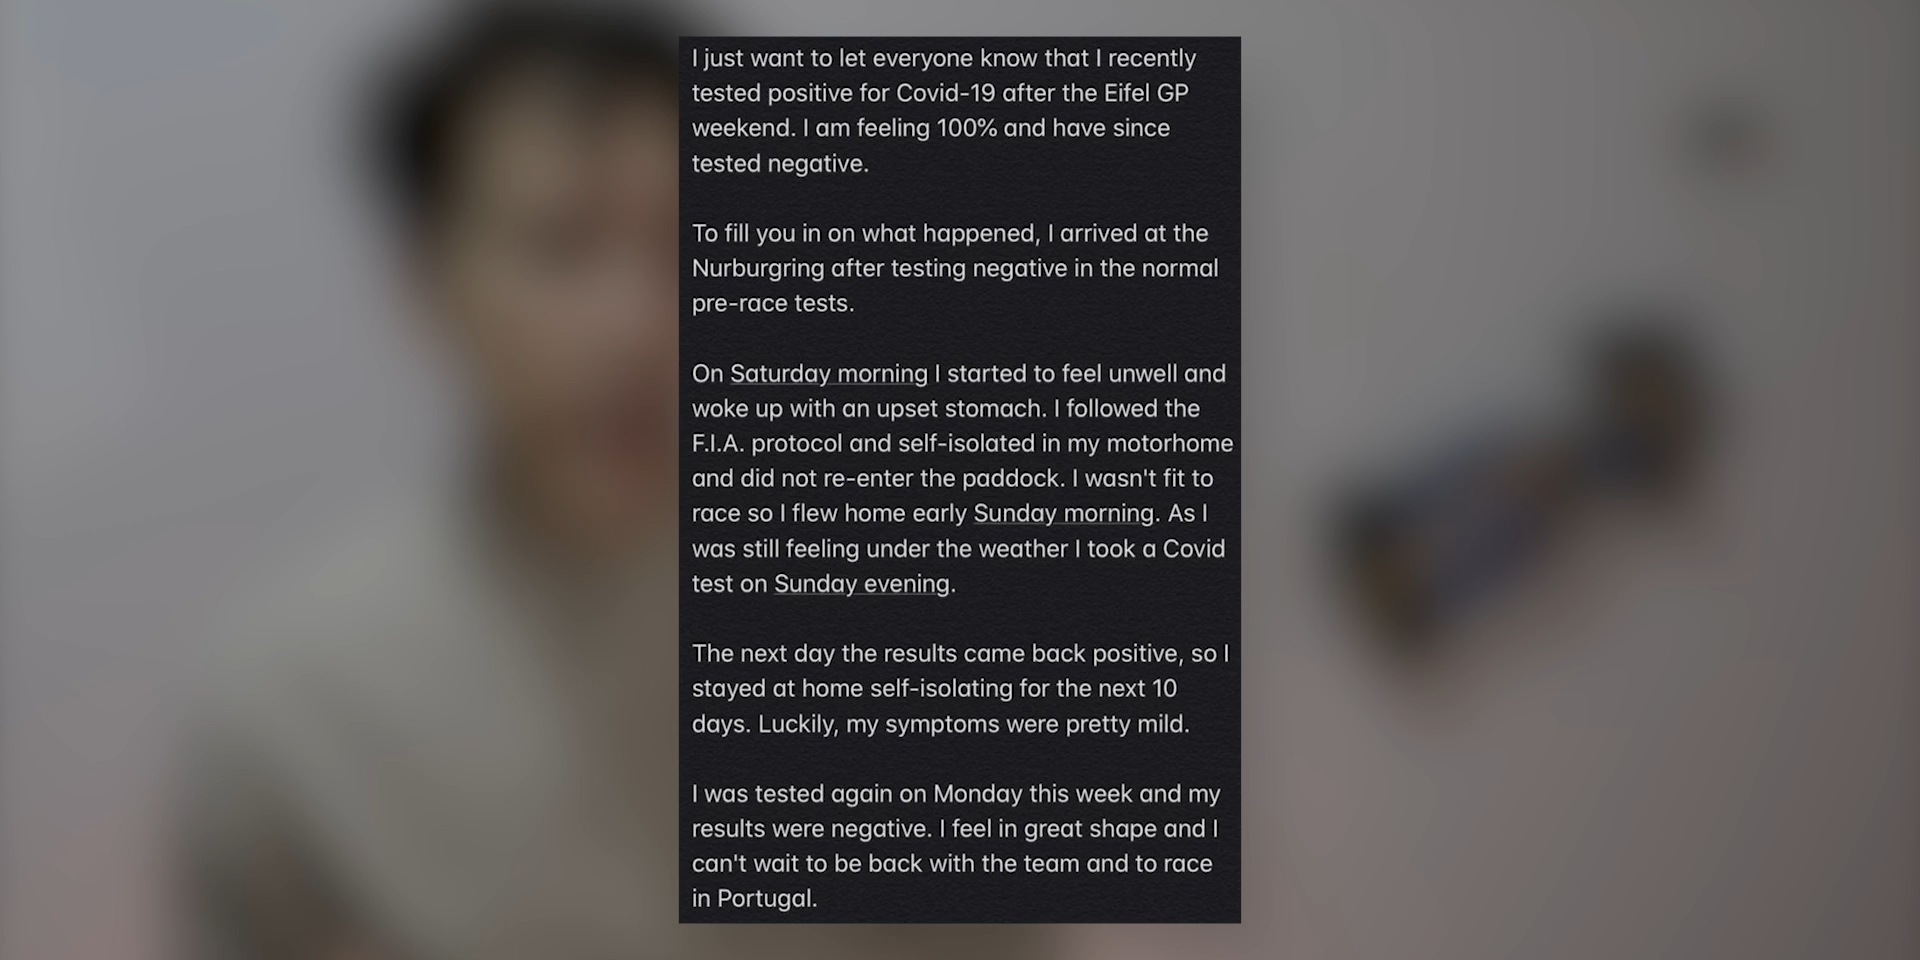 I just want to let everyone know that I recently
tested positive for Covid-19 after the Eifel GP
weekend. I am feeling 100% and have since
tested negative.
To fill you in on what happened, I arrived at the
Nurburgring after testing negative in the normal
pre-race tests.
On Saturday morning I started to feel unwell and
woke up with an upset stomach. I followed the
F.I.A. protocol and self-isolated in my motorhome
and did not re-enter the paddock. I wasn't fit to
race so I flew home early Sunday morning. As I
was still feeling under the weather I took a Covid
test on Sunday evening.
The next day the results came back positive, so I
stayed at home self-isolating for the next 10
days. Luckily, my symptoms were pretty mild.
I was tested again on Monday this week and my
results were negative. I feel in great shape and I
can't wait to be back with the team and to race
in Portugal.